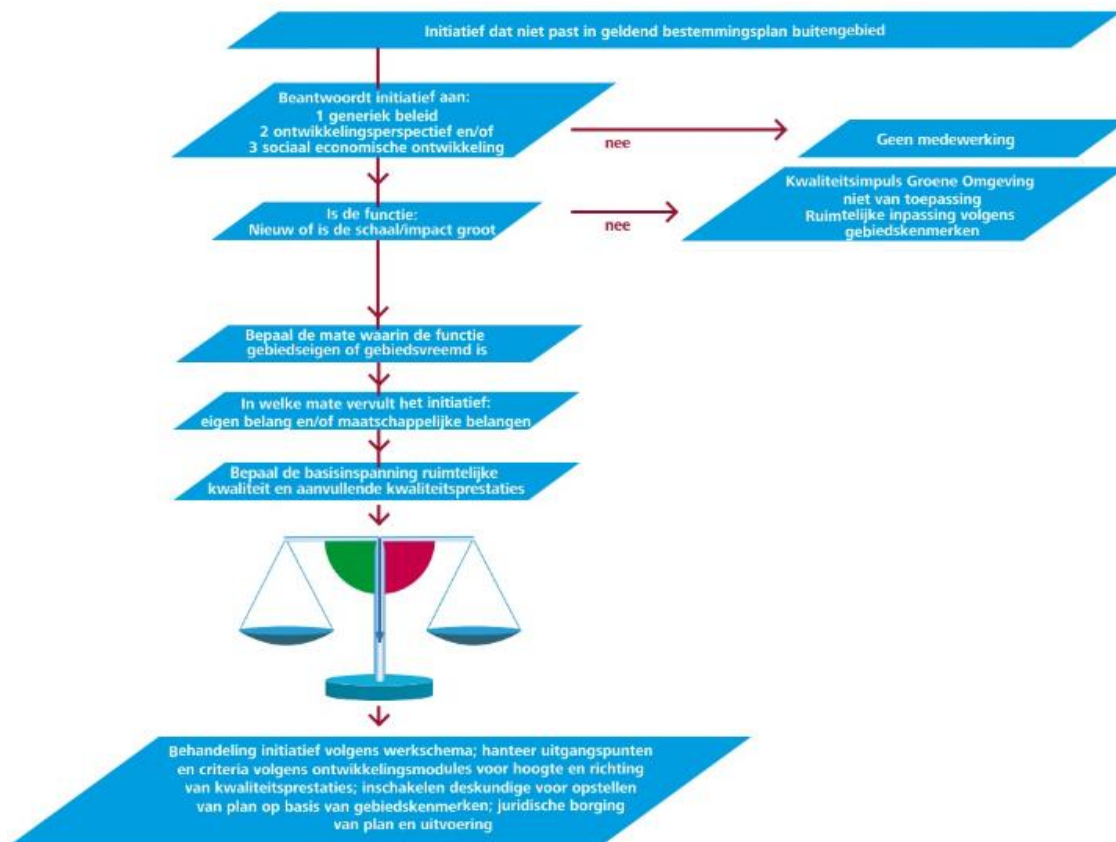 Initiatief dat niet past in geldend bestemmingsplan buitengebied
Beantwoordt initiatief aan:
1 generiek beleid
2 ontwikkelingsperspectief en/of
3 sociaal economische ontwikkeling
nee
Geen medewerking
Is de functie:
Nieuw of is de schaal/impact groot
nee
Kwaliteitsimpuls Groene Omgeving
niet van toepassing
Ruimtelijke inpassing volgens
gebiedskenmerken
Bepaal de mate waarin de functie
gebiedseigen of gebiedsvreemd is
In welke mate vervult het initiatief:
eigen belang en/of maatschappelijke belangen
Bepaal de basisinspanning ruimtelijke
kwaliteit en aanvullende kwaliteitsprestaties
Behandeling initiatief volgens werkschema; hanteer uitgangspunten
en criteria volgens ontwikkelingsmodules voor hoogte en richting
van kwaliteitsprestaties; inschakelen deskundige voor opstellen
van plan op basis van gebiedskenmerken; juridische borging
van plan en uitvoering